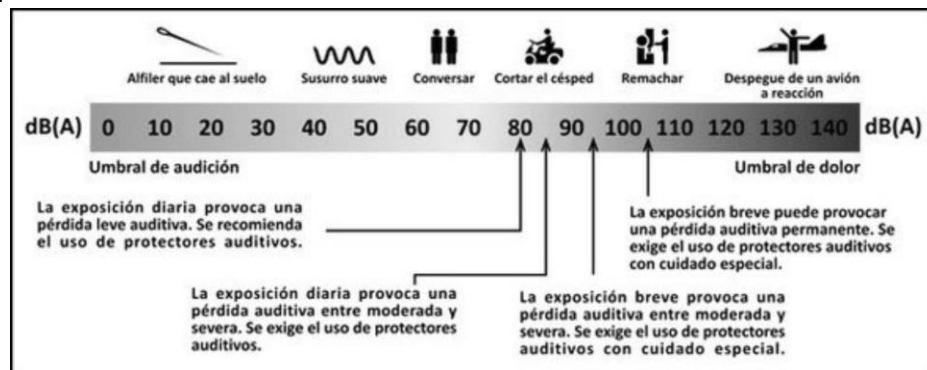 Alfiler que cae al suelo
Susurro suave
Conversar
Cortar el césped
Remachar
Despegue de un avión
a reacción
dB(A) 0 10 20 30 40 50 60 70 80 90 100 110 120 130 140 dB(A)
Umbral de audición
Umbral de dolor
La exposición diaria provoca una
pérdida leve auditiva. Se recomienda
el uso de protectores auditivos.
La exposición breve puede provocar
una pérdida auditiva permanente. Se
exige el uso de protectores auditivos
con cuidado especial.
La exposición diaria provoca una
pérdida auditiva entre moderada y
severa. Se exige el uso de protectores
auditivos.
La exposición breve provoca una
pérdida auditiva entre moderada y
severa. Se exige el uso de protectores
auditivos con cuidado especial.